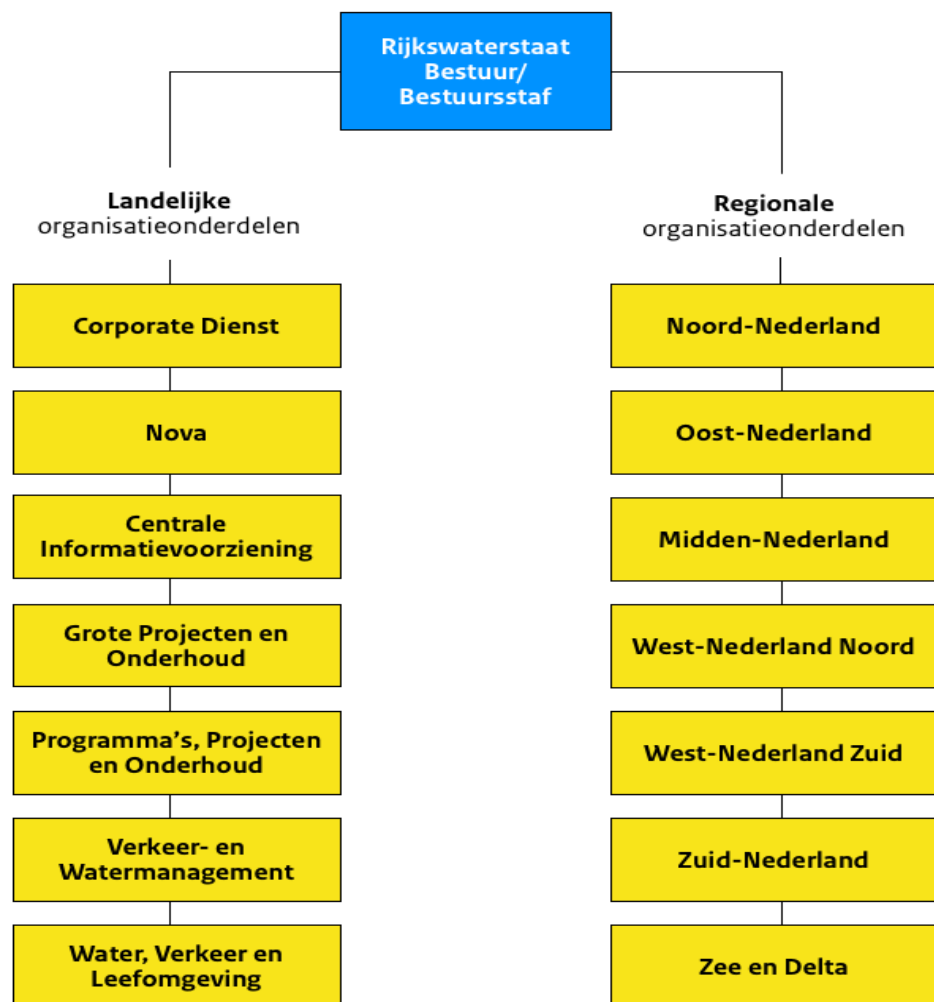 Rijkswaterstaat
Bestuur/
Bestuursstaf
Landelijke
organisatieonderdelen
Corporate Dienst
Nova
Centrale
Informatievoorziening
Grote Projecten en
Onderhoud
Programma's, Projecten
en Onderhoud
Verkeer- en
Watermanagement
Water, Verkeer en
Leefomgeving
Regionale
organisatieonderdelen
Noord-Nederland
Oost-Nederland
Midden-Nederland
West-Nederland Noord
West-Nederland Zuid
Zuid-Nederland
Zee en Delta